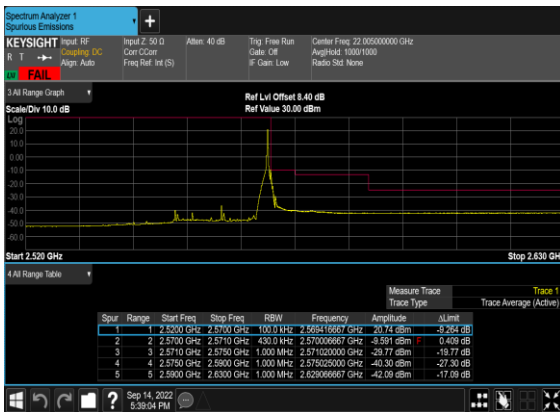 Spectrum Analyzer 1
Spurious Emissions
KEYSIGHT Input: RF Input Z: 50 Ω Atten: 40 dB Trig: Free Run Center Freq: 22.005000000 GHz
R T Coupling: DC Corr CCorr Gate: Off Avg|Hold: 1000/1000
Align: Auto Freq Ref: Int (S) IF Gain: Low Radio Std: None
LV FAIL
3 All Range Graph
Ref Lvl Offset 8.40 dB
Scale/Div 10.0 dB Ref Value 30.00 dBm
Log
20.0
10.0
0.00
-10.0
-20.0
-30.0
-40.0
-50.0
-60.0
Start 2.520 GHz Stop 2.630 GH
4 All Range Table
Measure Trace Trace 1
Trace Type Trace Average (Active)
Spur Range Start Freq Stop Freq RBW Frequency Amplitude ΔLimit
1 1 2.5200 GHz 2.5700 GHz 100.0 kHz 2.569416667 GHz 20.74 dBm -9.264 dB
2 2 2.5700 GHz 2.5710 GHz 430.0 kHz 2.570006667 GHz -9.591 dBm F 0.409 dB
3 3 2.5710 GHz 2.5750 GHz 1.000 MHz 2.571020000 GHz -29.77 dBm -19.77 dB
4 4 2.5750 GHz 2.5900 GHz 1.000 MHz 2.575025000 GHz -40.30 dBm -27.30 dB
5 5 2.5900 GHz 2.6300 GHz 1.000 MHz 2.629066667 GHz -42.09 dBm -17.09 dB
Sep 14, 2022
5:39:04 PM